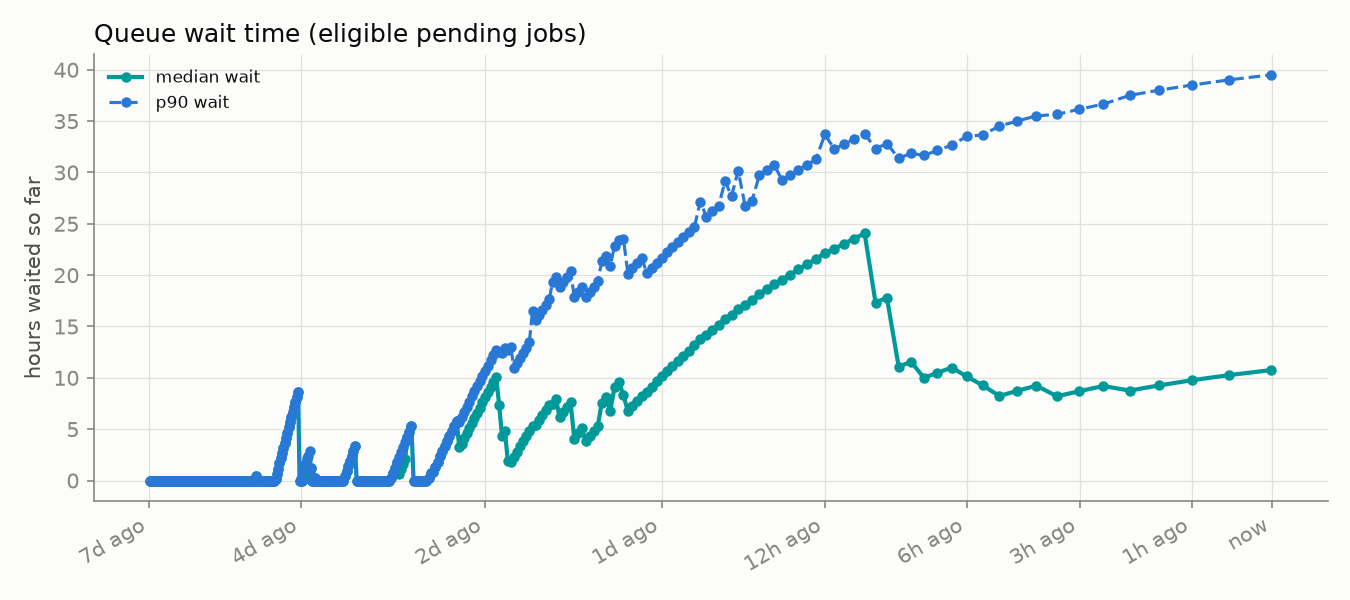 Queue wait time (eligible pending jobs)
median wait
p90 wait
hours waited so far
40
35
30
25
20
15
10
5
0
7d ago
4d ago
2d ago
1d ago
12h ago
6h ago
3h ago
1h ago
now